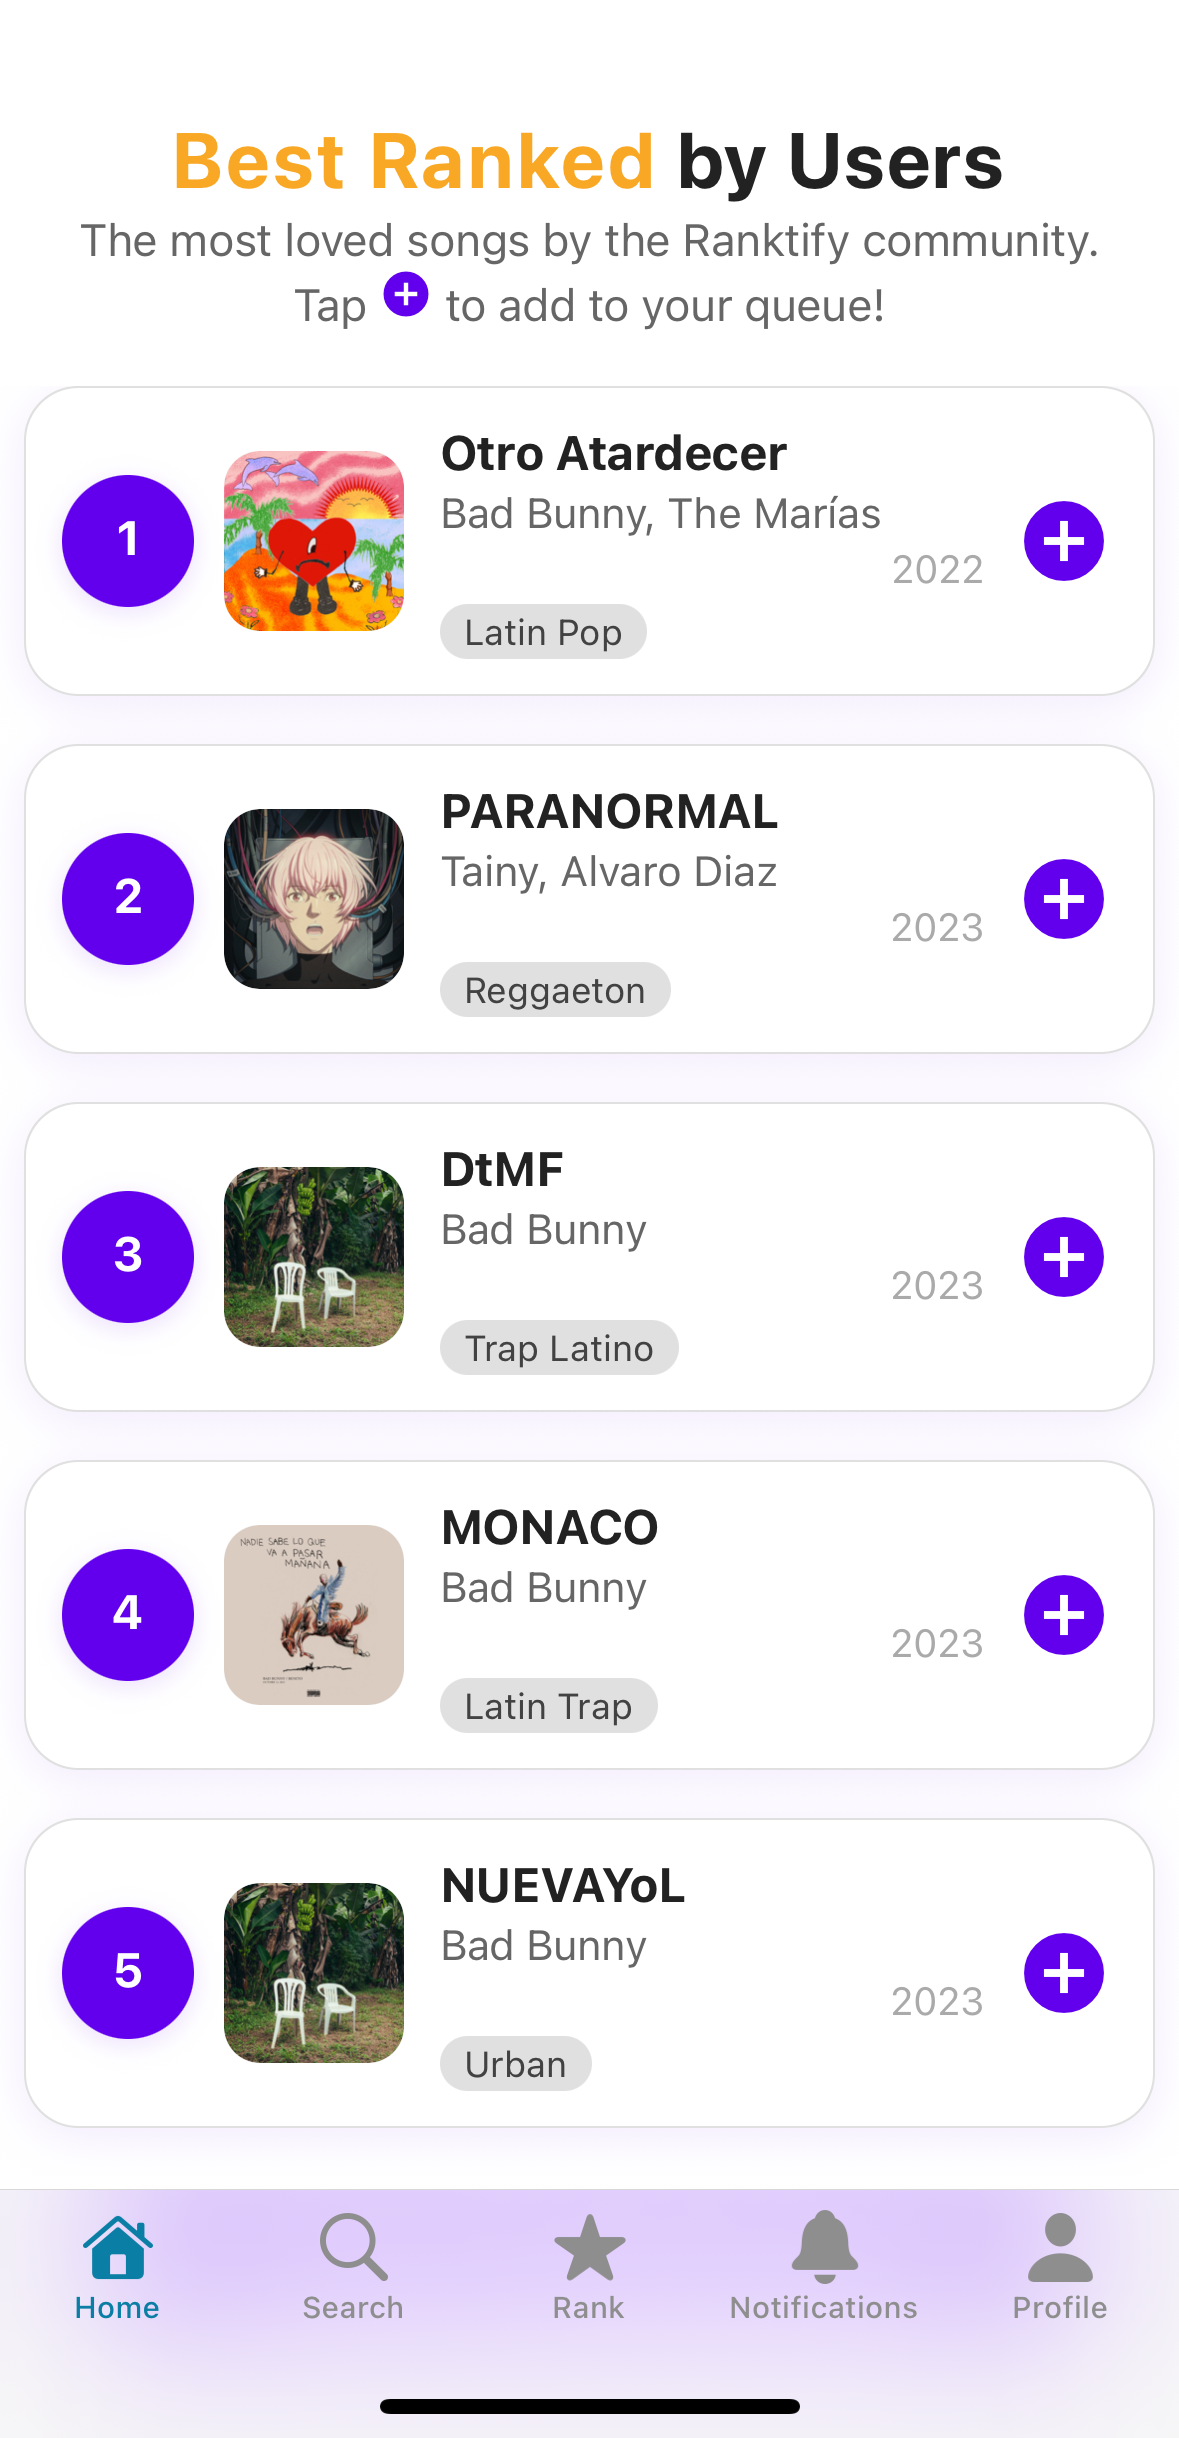 Best Ranked by Users
The most loved songs by the Ranktify community.
Tap + to add to your queue!
1
Otro Atardecer
Bad Bunny, The Marías
2022
Latin Pop
2
PARANORMAL
Tainy, Alvaro Diaz
2023
Reggaeton
3
DtMF
Bad Bunny
2023
Trap Latino
4
NADIE SABE LO QUE
VA A PASAR
MAÑANA
MONACO
Bad Bunny
2023
Latin Trap
5
NUEVAYoL
Bad Bunny
2023
Urban
Home
Search
Rank
Notifications
Profile